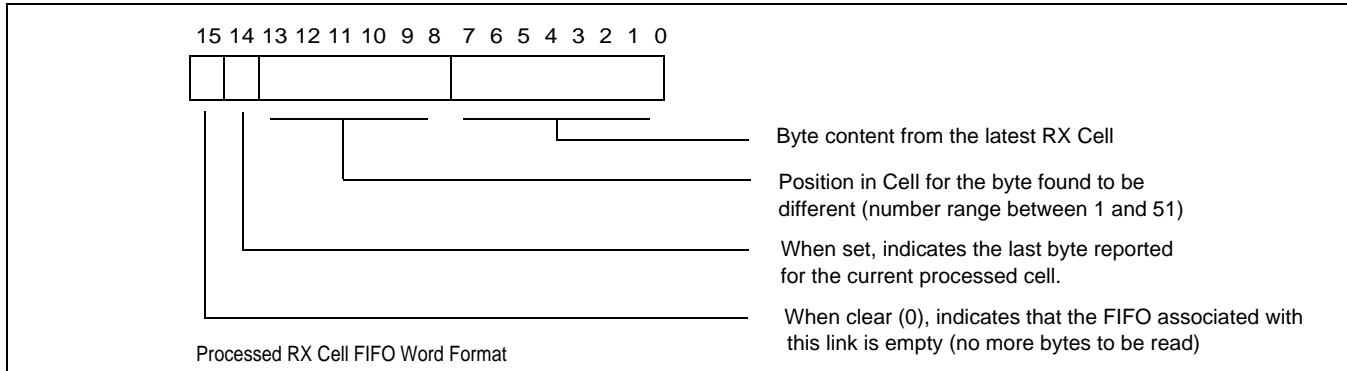 15 14 13 12 11 10 9 8 7 6 5 4 3 2 1 0
Byte content from the latest RX Cell
Position in Cell for the byte found to be
different (number range between 1 and 51)
When set, indicates the last byte reported
for the current processed cell.
When clear (0), indicates that the FIFO associated with
this link is empty (no more bytes to be read)
Processed RX Cell FIFO Word Format